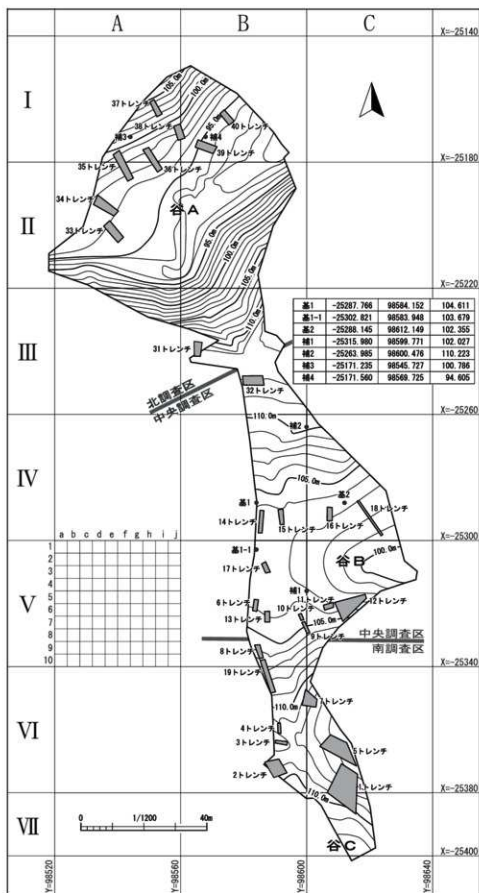 A B C
X=-25140
I
37トレンチ
105.0m
100.0m
38トレンチ
補3
95.0m
補4
40トレンチ
39トレンチ
X=-25180
35トレンチ
36トレンチ
34トレンチ
谷A
II
33トレンチ
95.0m
100.0m
105.0m
X=-25220
110.0m
基1 -25287.766 98584.152 104.611
基1-1 -25302.821 98583.948 103.679
基2 -25288.145 98612.149 102.355
補1 -25315.980 98599.771 102.027
補2 -25263.985 98600.476 110.223
補3 -25171.235 98545.727 100.786
補4 -25171.560 98569.725 94.605
III
31トレンチ
北調査区
中央調査区
32トレンチ
X=-25260
110.0m
補2
IV
105.0m
基1
基2
18トレンチ
14トレンチ
15トレンチ
16トレンチ
a b c d e f g h i j
1
2
3
4
5
6
7
8
9
10
X=-25300
基1-1
100.0m
谷B
17トレンチ
V
補1
6トレンチ
11トレンチ
12トレンチ
10トレンチ
13トレンチ
105.0m
9トレンチ
中央調査区
南調査区
8トレンチ
X=-25340
19トレンチ
110.0m
7トレンチ
VI
4トレンチ
3トレンチ
5トレンチ
2トレンチ
1トレンチ
110.0m
X=-25380
VII
0 1/1200 40m
谷C
X=-25400
Y=98520
Y=98560
Y=98600
Y=98640